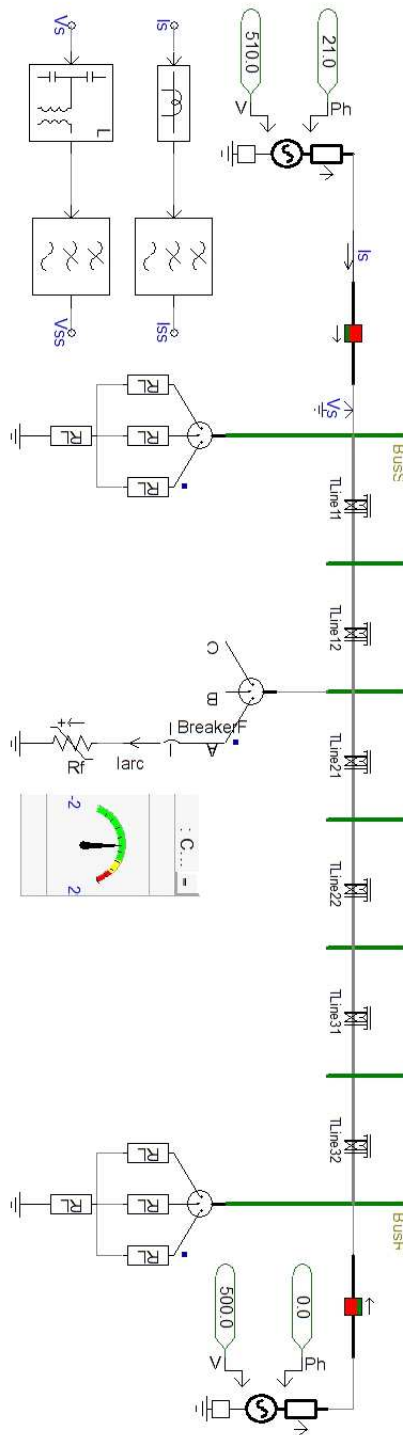 BusS
BusR
TLine11
TLine12
TLine21
TLine22
TLine31
TLine32
Is
Vs
21.0
Ph
510.0
V
0.0
Ph
500.0
V
Is
Iss
Vs
L
Vss
RL
RL
RL
RL
C
B
A
BreakerF
Iarc
Rf
: C...
-2
2
RL
RL
RL
RL